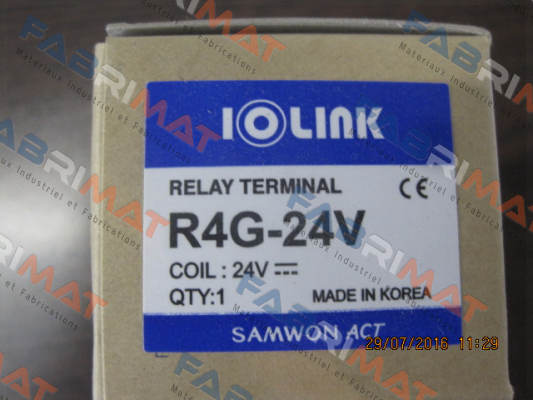 IOLINK
RELAY TERMINAL
CE
R4G-24V
COIL : 24V ⎓
QTY:1
MADE IN KOREA
SAMWON ACT
29/07/2016 11:29
FABRIMAT
Materiaux Industriel et Fabrications